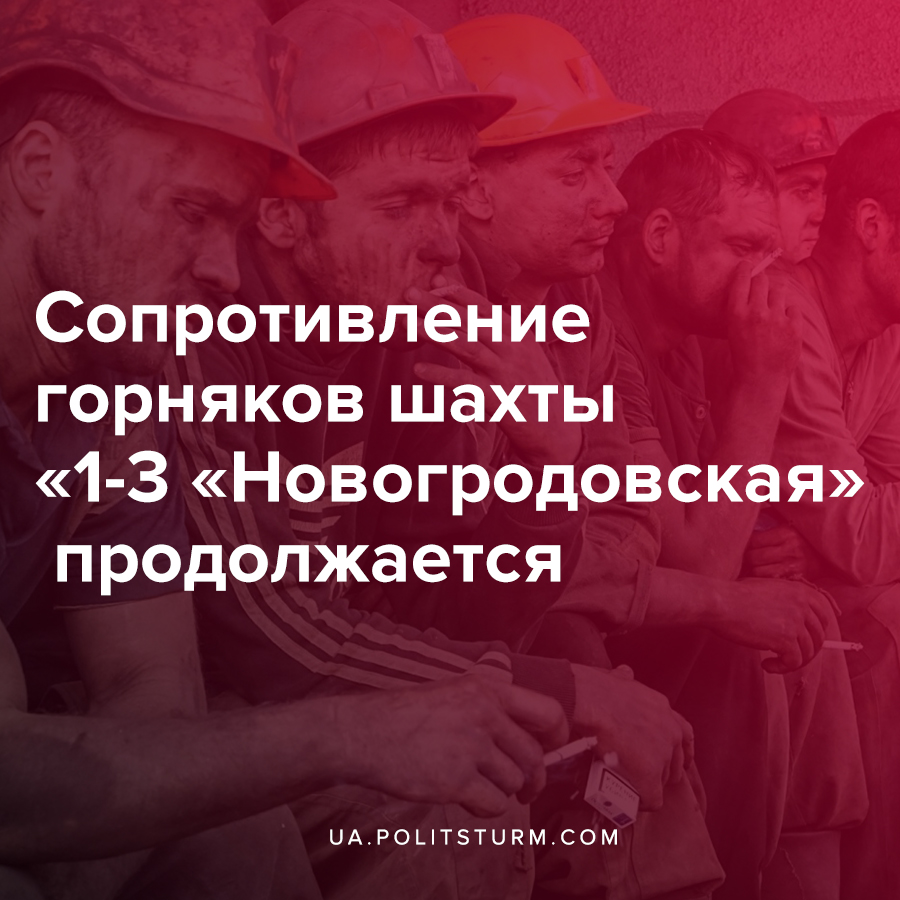 Сопротивление
горняков шахты
«1-3 «Новогродовская»
продолжается
UA.POLITSTURM.COM